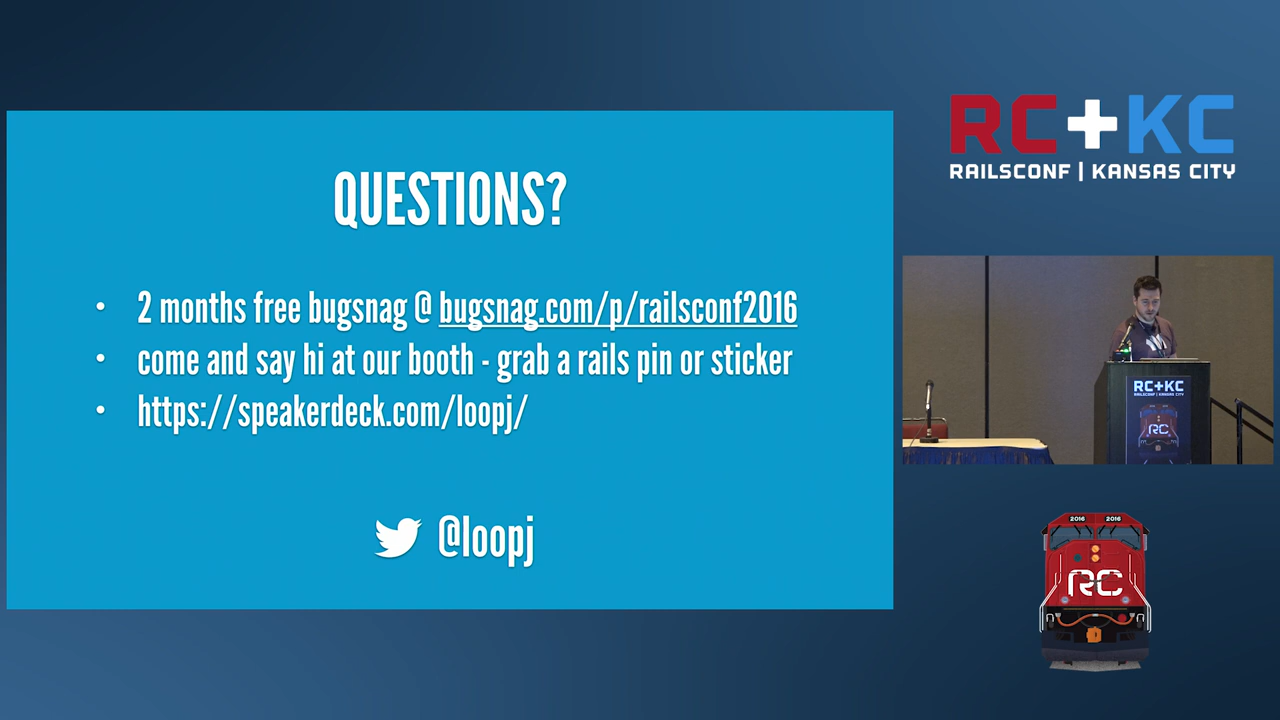 QUESTIONS?
• 2 months free bugsnag @ bugsnag.com/p/railsconf2016
• come and say hi at our booth - grab a rails pin or sticker
• https://speakerdeck.com/loopj/
@loopj
RC+KC
RAILSCONF | KANSAS CITY
RC+KC
RAILSCONF | KANSAS CITY
RC
2016 2016
RC